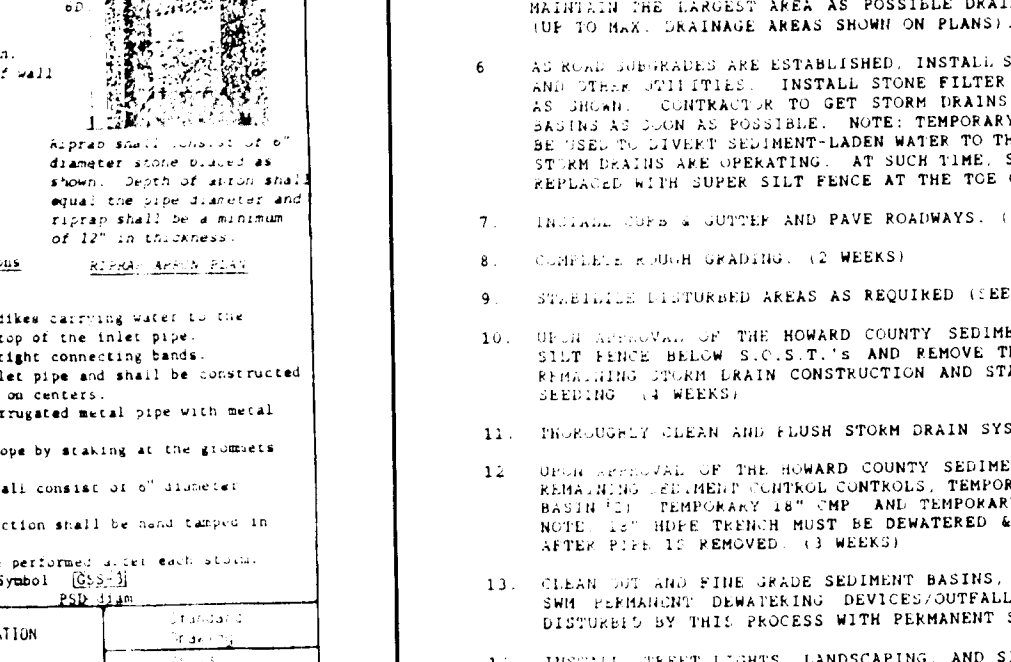 6D.
n.
f wall
Riprap shall consist of 6"
diameter stone placed as
shown. Depth of apron shall
equal the pipe diameter and
riprap shall be a minimum
of 12" in thickness.
ons
RIPRAP APRON PLAN
dikes carrying water to the
top of the inlet pipe.
tight connecting bands.
let pipe and shall be constructed
on centers.
rrugated metal pipe with metal
ope by staking at the grommets
all consist of 6" diameter
ction shall be hand tamped in
performed after each storm.
Symbol GSS-3
PSD diam
ATION
Standard
Drawing
MAINTAIN THE LARGEST AREA AS POSSIBLE DRAI
(UP TO MAX. DRAINAGE AREAS SHOWN ON PLANS).
6 AS ROAD SUBGRADES ARE ESTABLISHED, INSTALL S
AND OTHER UTILITIES. INSTALL STONE FILTER
AS SHOWN. CONTRACTOR TO GET STORM DRAINS
BASINS AS SOON AS POSSIBLE. NOTE: TEMPORARY
BE USED TO DIVERT SEDIMENT-LADEN WATER TO TH
STORM DRAINS ARE OPERATING. AT SUCH TIME, S
REPLACED WITH SUPER SILT FENCE AT THE TOE
7. INSTALL CURB & GUTTER AND PAVE ROADWAYS. (
8. COMPLETE ROUGH GRADING. (2 WEEKS)
9. STABILIZE DISTURBED AREAS AS REQUIRED (SEE
10. UPON APPROVAL OF THE HOWARD COUNTY SEDIME
SILT FENCE BELOW S.C.S.T.'s AND REMOVE T
REMAINING STORM DRAIN CONSTRUCTION AND STA
SEEDING (4 WEEKS)
11. THOROUGHLY CLEAN AND FLUSH STORM DRAIN SYS
12 UPON APPROVAL OF THE HOWARD COUNTY SEDIME
REMAINING SEDIMENT CONTROL CONTROLS, TEMPOR
BASIN TEMPORARY 18" CMP AND TEMPORAR
NOTE: 18" HDPE TRENCH MUST BE DEWATERED &
AFTER PIPE IS REMOVED. (3 WEEKS)
13. CLEAN OUT AND FINE GRADE SEDIMENT BASINS,
SWM PERMANENT DEWATERING DEVICES/OUTFALL
DISTURBED BY THIS PROCESS WITH PERMANENT S
INSTALL STREET LIGHTS, LANDSCAPING, AND S